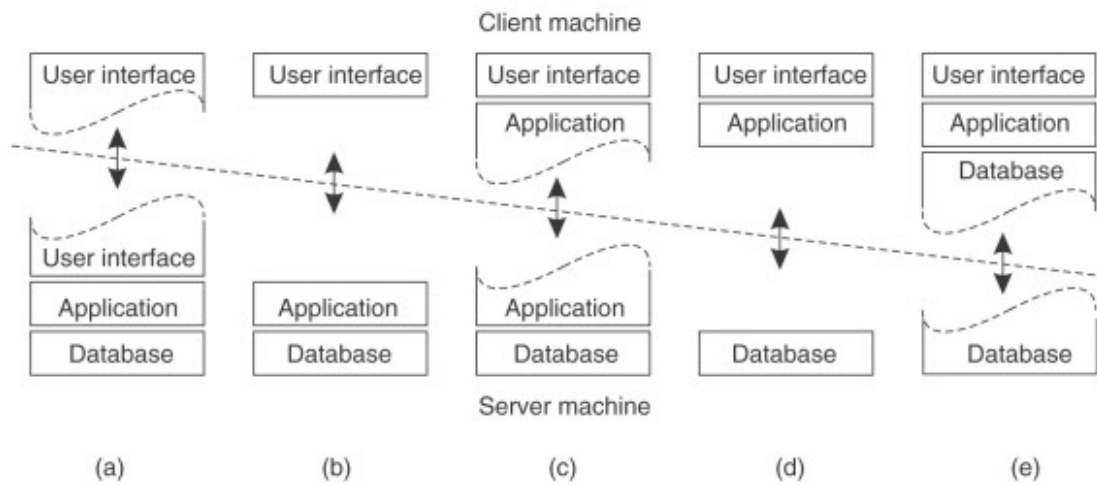 Client machine
User interface
User interface
User interface
User interface
User interface
Application
Application
Application
Database
User interface
Application
Application
Application
Database
Database
Database
Database
Database
Server machine
(a)
(b)
(c)
(d)
(e)